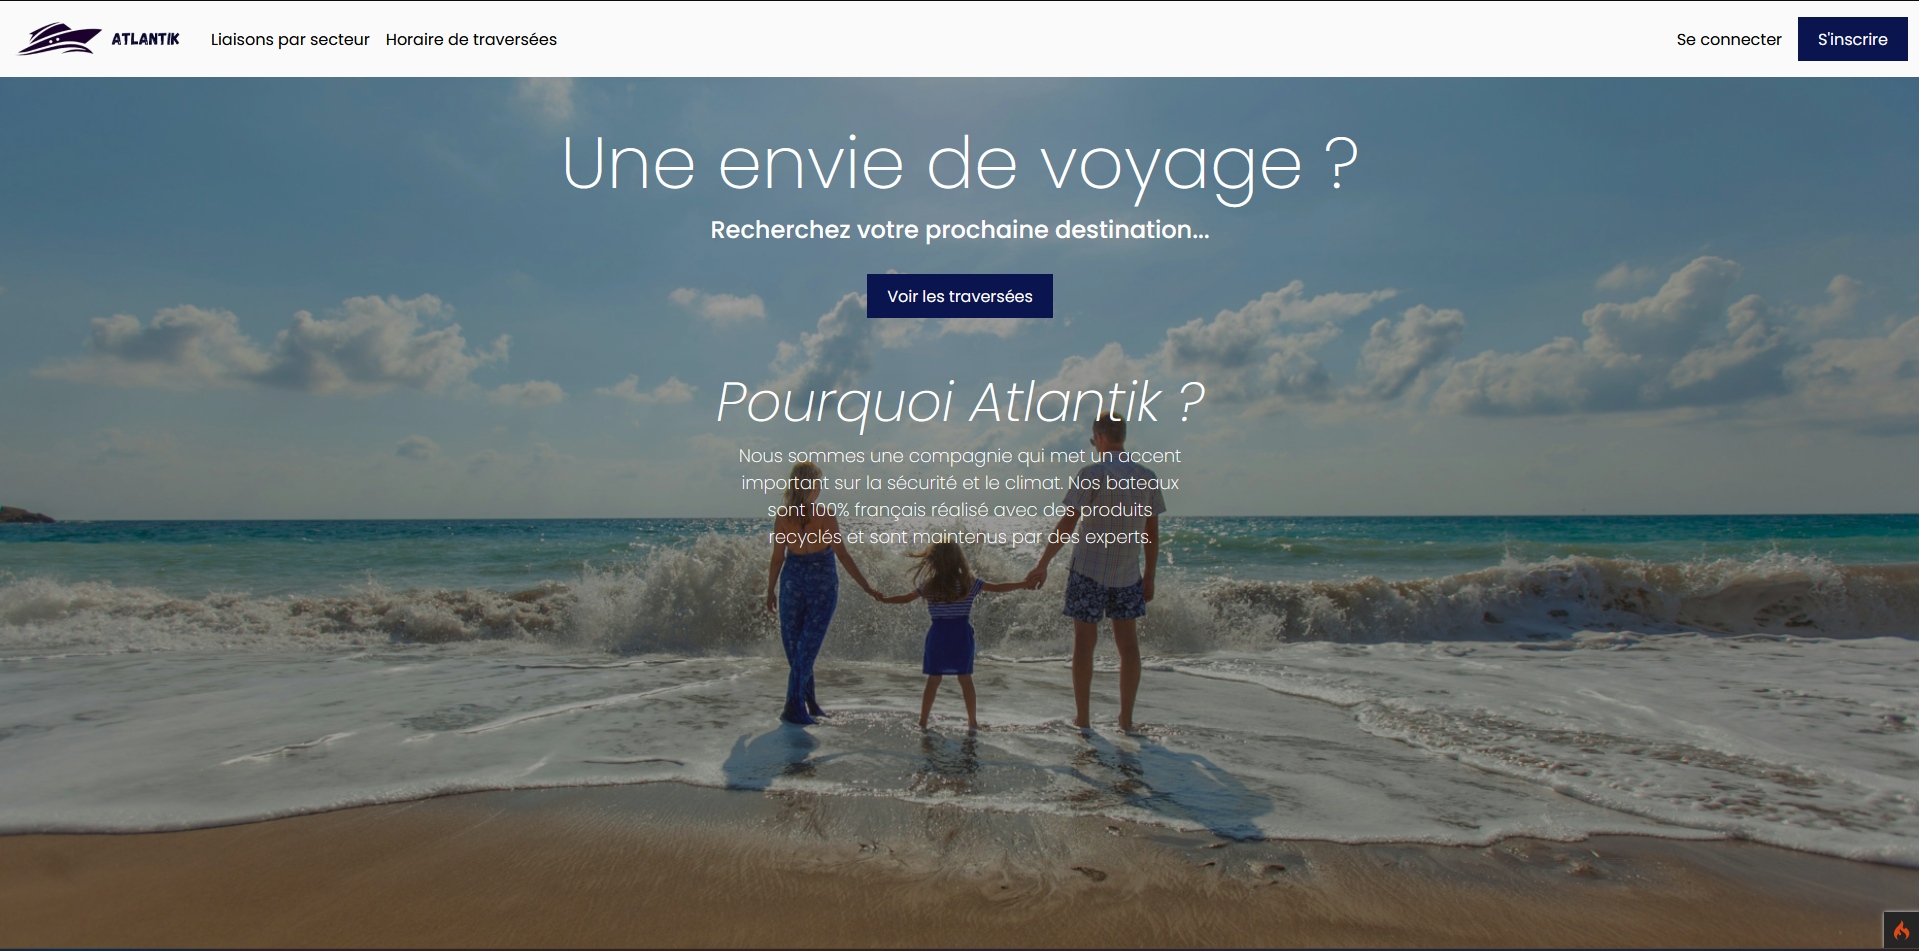 ATLANTIK
Liaisons par secteur
Horaire de traversées
Se connecter
S'inscrire
Une envie de voyage ?
Recherchez votre prochaine destination...
Voir les traversées
Pourquoi Atlantik ?
Nous sommes une compagnie qui met un accent
important sur la sécurité et le climat. Nos bateaux
sont 100% français réalisé avec des produits
recyclés et sont maintenus par des experts.